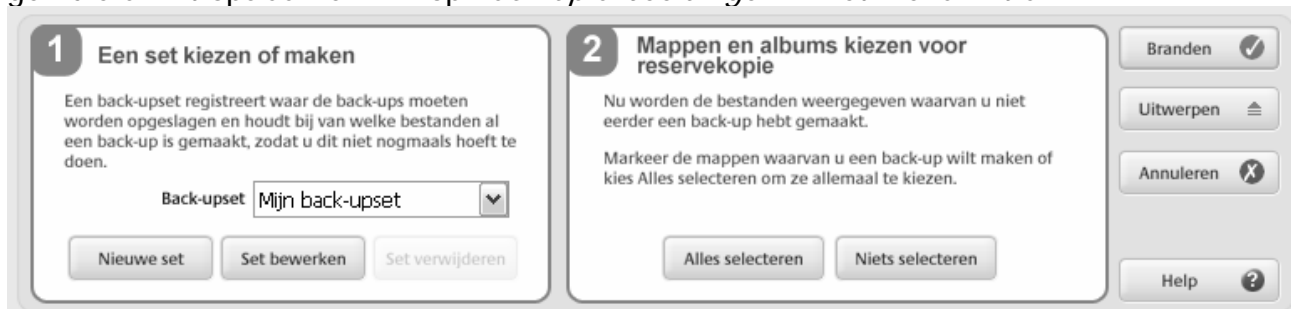 1 Een set kiezen of maken
Een back-upset registreert waar de back-ups moeten
worden opgeslagen en houdt bij van welke bestanden al
een back-up is gemaakt, zodat u dit niet nogmaals hoeft te
doen.
Back-upset Mijn back-upset
Nieuwe set Set bewerken Set verwijderen
2 Mappen en albums kiezen voor
reservekopie
Nu worden de bestanden weergegeven waarvan u niet
eerder een back-up hebt gemaakt.
Markeer de mappen waarvan u een back-up wilt maken of
kies Alles selecteren om ze allemaal te kiezen.
Alles selecteren Niets selecteren
Branden
Uitwerpen
Annuleren
Help ?